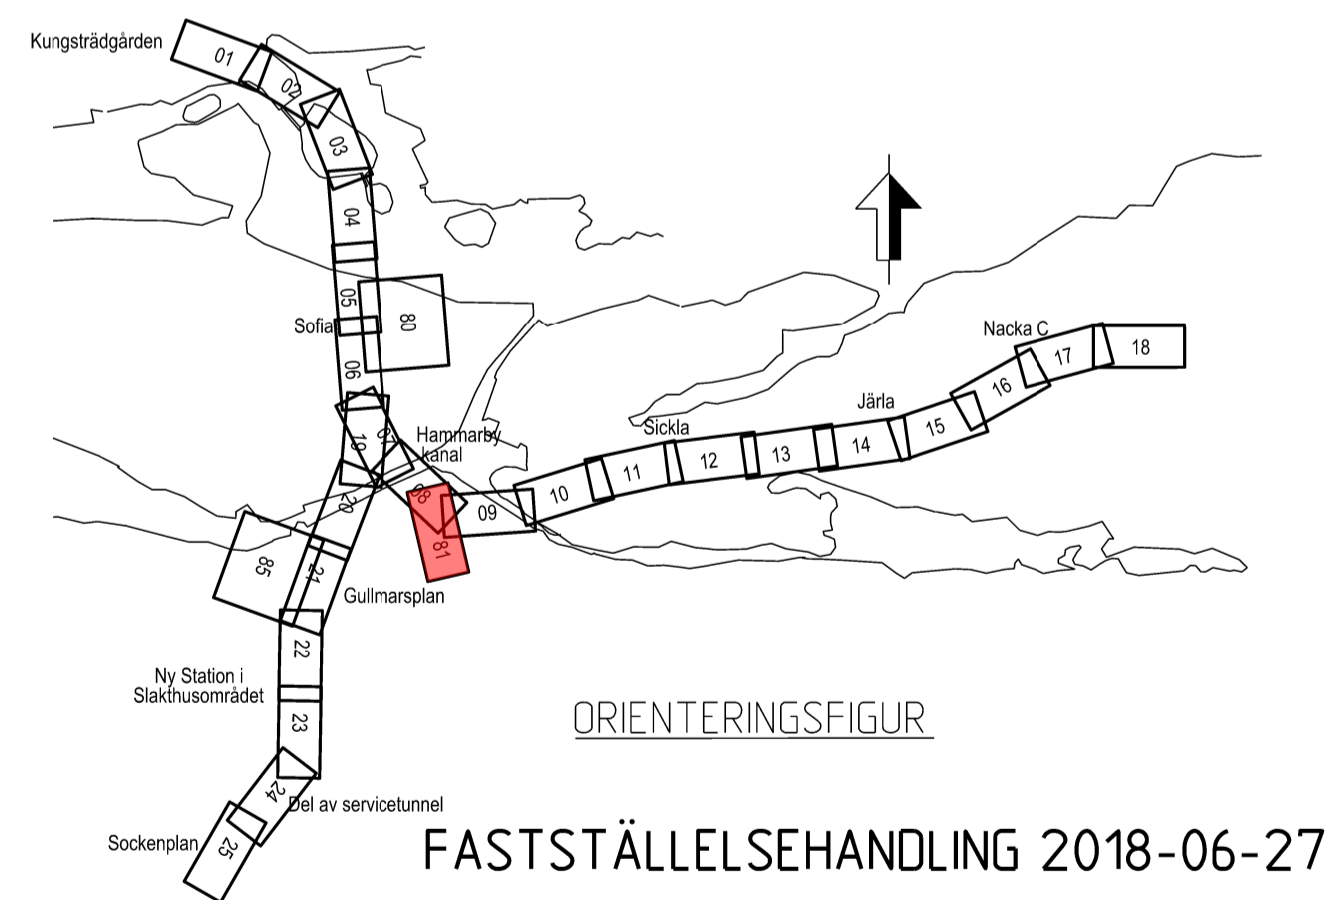 Kungsträdgården
01
02
03
04
05
80
Sofia
06
Nacka C
17
18
16
Järla
15
14
13
12
Sickla
11
10
09
Hammarby
kanal
07
08
81
19
20
85
21
Gullmarsplan
22
Ny Station i
Slakthusområdet
23
24
Del av servicetunnel
Sockenplan
25
ORIENTERINGSFIGUR
FASTSTÄLLELSEHANDLING 2018-06-27